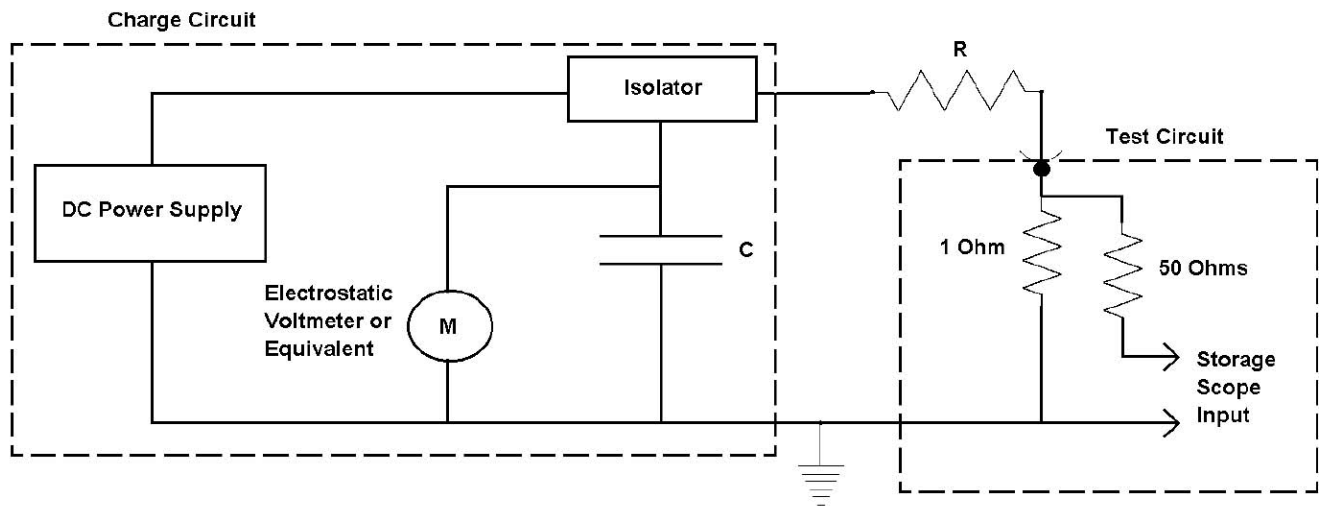 Charge Circuit
R
Isolator
Test Circuit
DC Power Supply
C
1 Ohm
50 Ohms
Electrostatic
Voltmeter or
Equivalent
M
Storage
Scope
Input